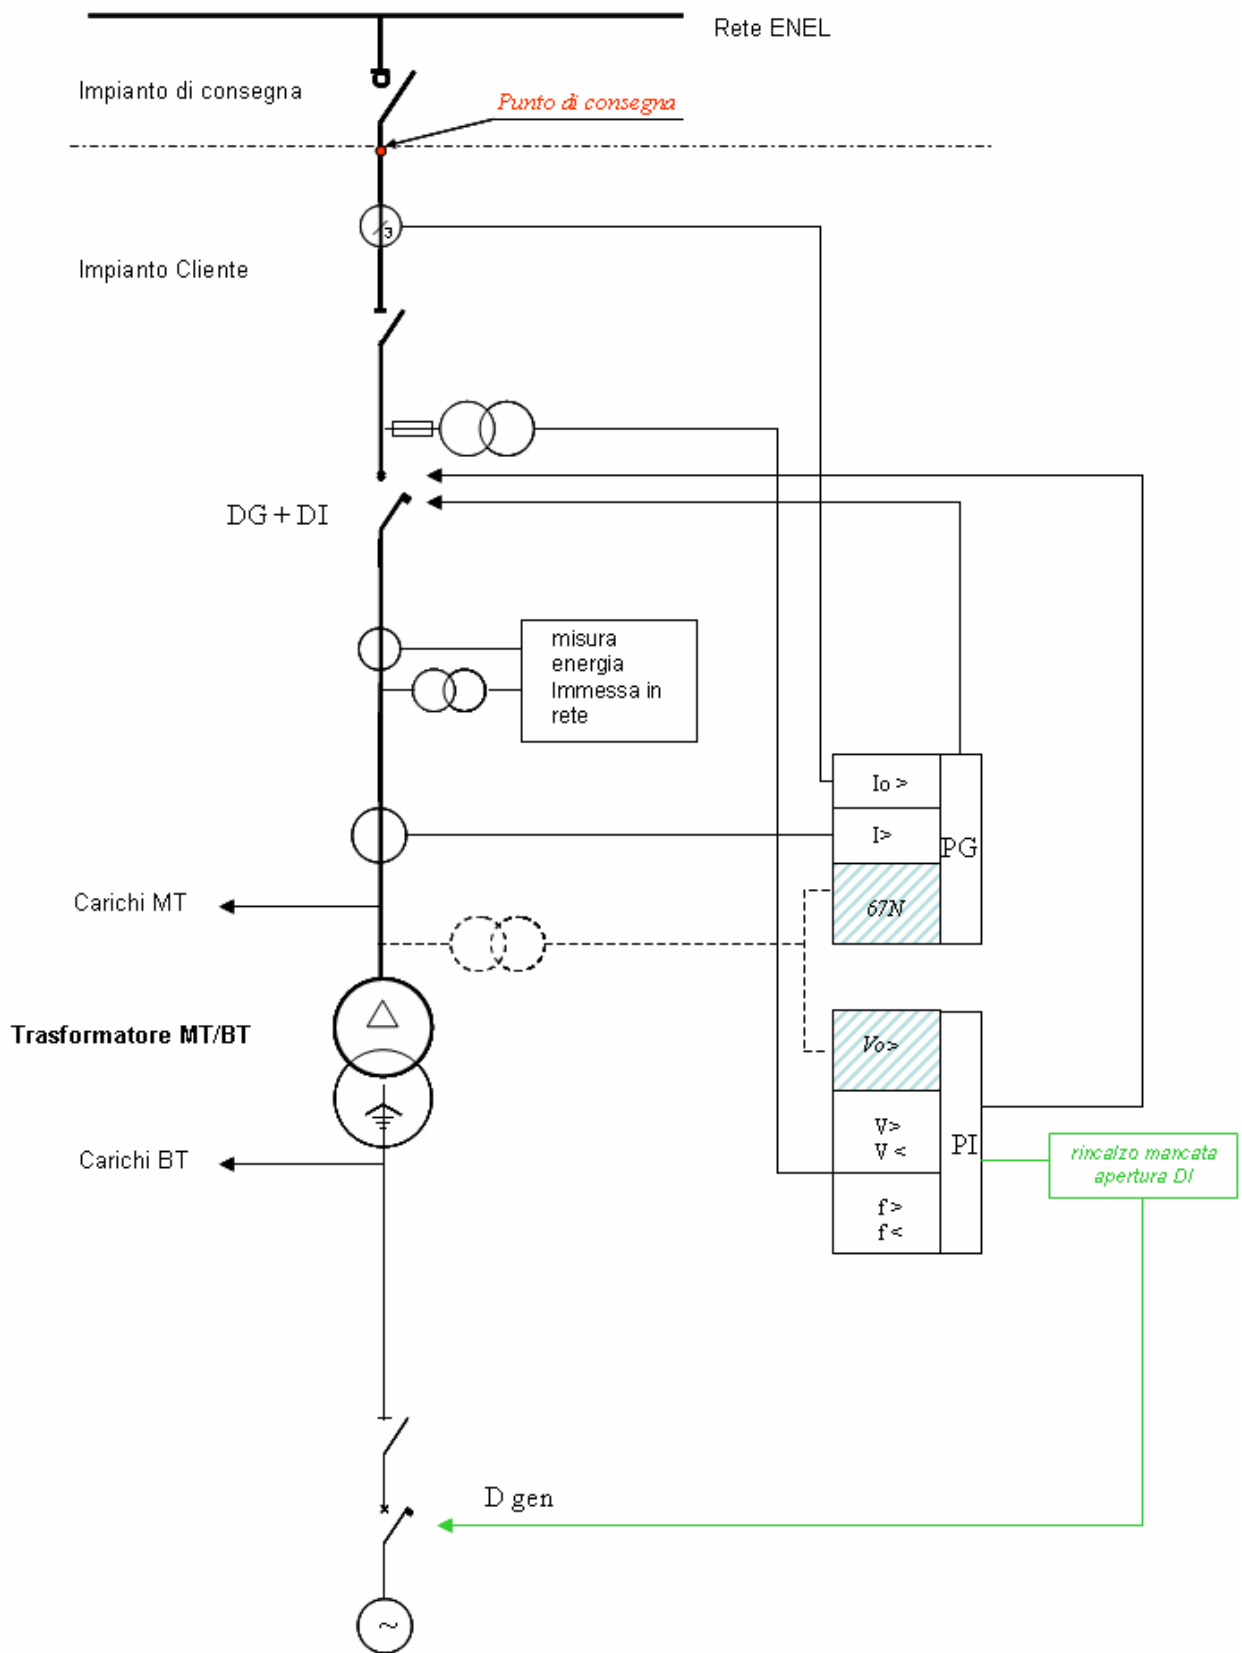 Rete ENEL
Impianto di consegna
Punto di consegna
3
Impianto Cliente
DG + DI
misura
energia
Immessa in
rete
Io >
I>
PG
67N
Carichi MT
Trasformatore MT/BT
Vo>
V>
V <
PI
f >
f <
rincalzo mancata
apertura DI
Carichi BT
D gen
~